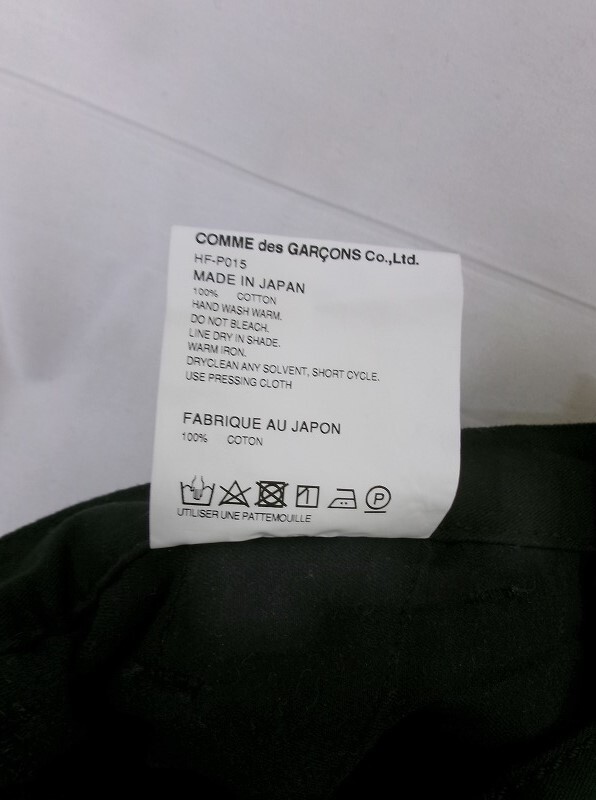 COMME des GARÇONS Co.,Ltd.
HF-P015
MADE IN JAPAN
100% COTTON
HAND WASH WARM.
DO NOT BLEACH.
LINE DRY IN SHADE.
WARM IRON.
DRYCLEAN ANY SOLVENT, SHORT CYCLE.
USE PRESSING CLOTH
FABRIQUE AU JAPON
100% COTON
P
UTILISER UNE PATTEMOUILLE